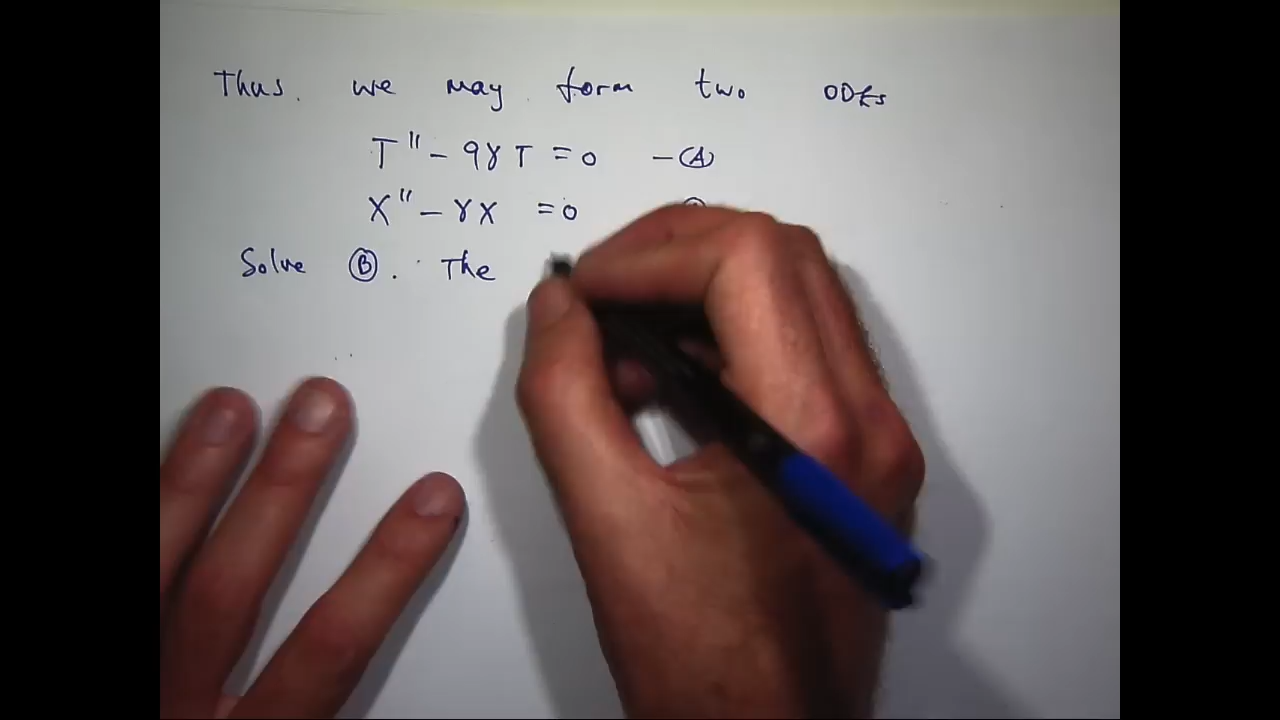 Thus. we may form two ODEs
T" - 9γT = 0 - Ⓐ
X" - γX = 0
Solve Ⓑ. The